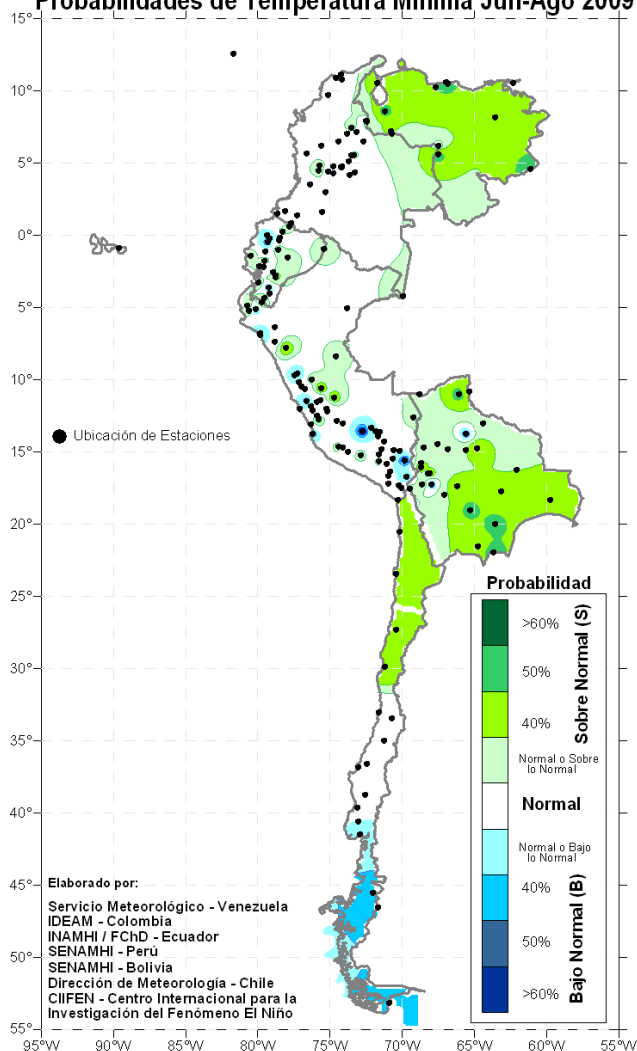 Probabilidades de Temperatura Mínima Jun-Ago 2009
15°
10°
5°
0°
5°
10°
15°
20°
25°
30°
35°
40°
45°
50°
55°
95°W 90°W 85°W 80°W 75°W 70°W 65°W 60°W 55°W
Ubicación de Estaciones
Probabilidad
>60%
50%
40%
Sobre Normal (S)
Normal o Sobre
lo Normal
Normal
Normal o Bajo
lo Normal
40%
50%
>60%
Bajo Normal (B)
Elaborado por:
Servicio Meteorológico - Venezuela
IDEAM - Colombia
INAMHI / FChD - Ecuador
SENAMHI - Perú
SENAMHI - Bolivia
Dirección de Meteorología - Chile
CIIFEN - Centro Internacional para la
Investigación del Fenómeno El Niño